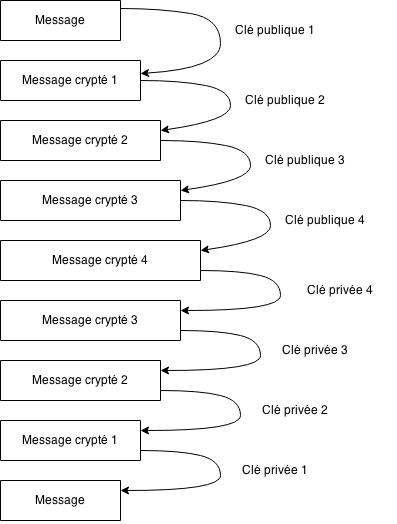 Message
Clé publique 1
Message crypté 1
Clé publique 2
Message crypté 2
Clé publique 3
Message crypté 3
Clé publique 4
Message crypté 4
Clé privée 4
Message crypté 3
Clé privée 3
Message crypté 2
Clé privée 2
Message crypté 1
Clé privée 1
Message